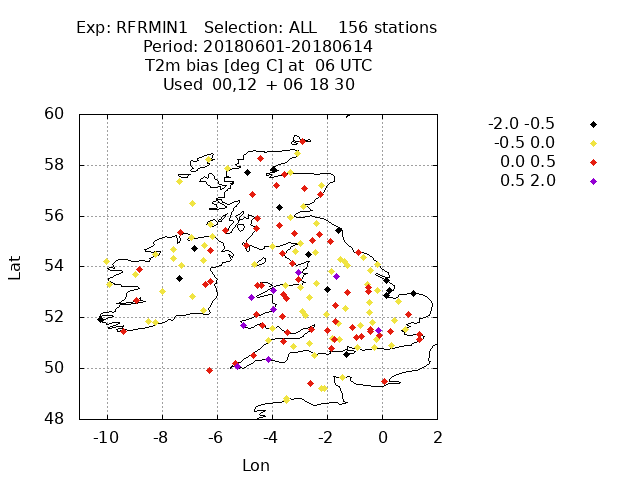 Exp: RFRMIN1 Selection: ALL 156 stations
Period: 20180601-20180614
T2m bias [deg C] at 06 UTC
Used 00,12 + 06 18 30
-2.0 -0.5
-0.5 0.0
0.0 0.5
0.5 2.0
60
58
56
54
52
50
48
Lat
-10 -8 -6 -4 -2 0 2
Lon